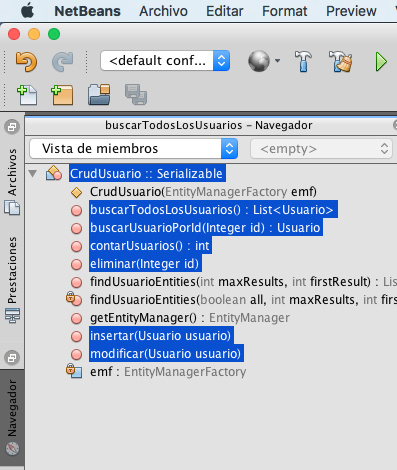 NetBeans Archivo Editar Format Preview
<default conf...
buscarTodosLosUsuarios – Navegador
Vista de miembros <empty>
CrudUsuario :: Serializable
CrudUsuario(EntityManagerFactory emf)
buscarTodosLosUsuarios() : List<Usuario>
buscarUsuarioPorId(Integer id) : Usuario
contarUsuarios() : int
eliminar(Integer id)
findUsuarioEntities(int maxResults, int firstResult) : Lis
findUsuarioEntities(boolean all, int maxResults, int firs
getEntityManager() : EntityManager
insertar(Usuario usuario)
modificar(Usuario usuario)
emf : EntityManagerFactory
Archivos
Prestaciones
Navegador